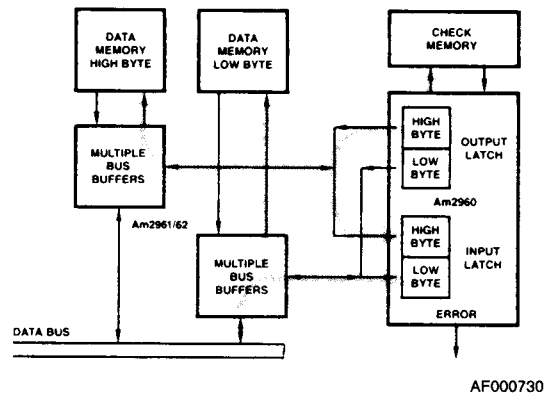 DATA
MEMORY
HIGH BYTE
DATA
MEMORY
LOW BYTE
CHECK
MEMORY
MULTIPLE
BUS
BUFFERS
HIGH
BYTE
LOW
BYTE
OUTPUT
LATCH
Am2960
Am2961/62
MULTIPLE
BUS
BUFFERS
HIGH
BYTE
LOW
BYTE
INPUT
LATCH
ERROR
DATA BUS
AF000730